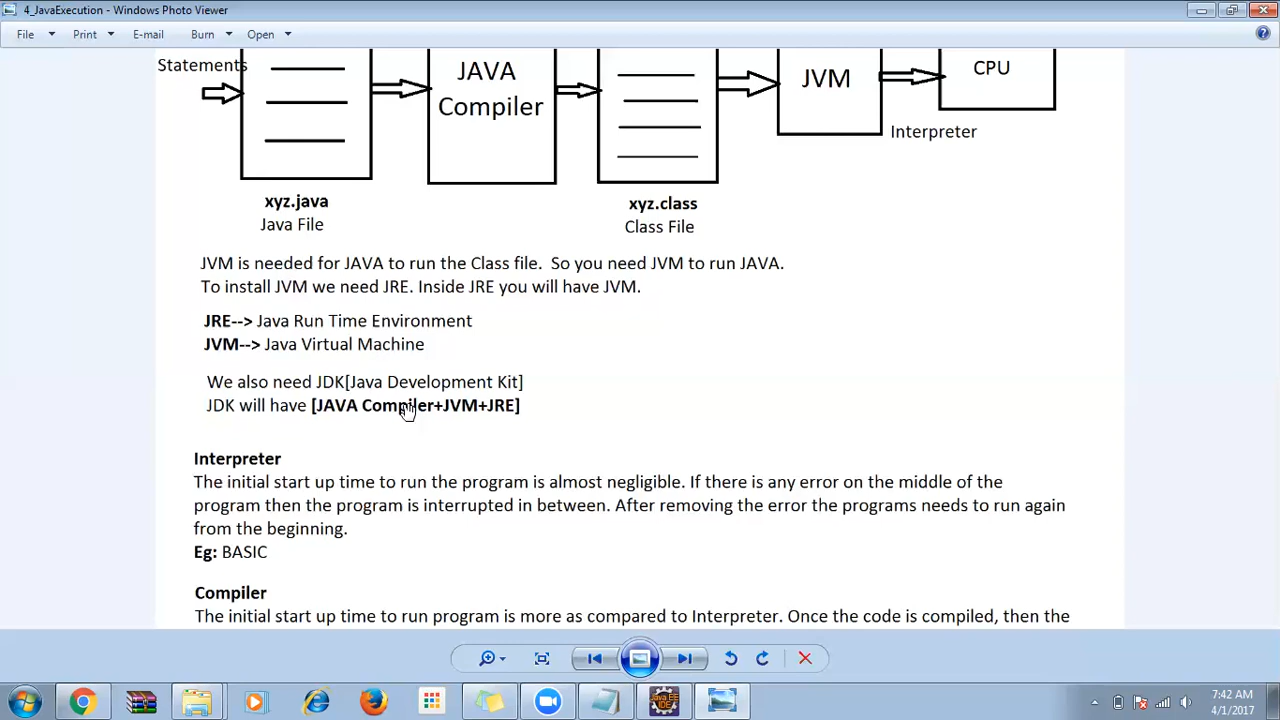 4_JavaExecution - Windows Photo Viewer
File Print E-mail Burn Open
Statements
JAVA
Compiler
JVM
CPU
Interpreter
xyz.java
Java File
xyz.class
Class File
JVM is needed for JAVA to run the Class file. So you need JVM to run JAVA.
To install JVM we need JRE. Inside JRE you will have JVM.
JRE--> Java Run Time Environment
JVM--> Java Virtual Machine
We also need JDK[Java Development Kit]
JDK will have [JAVA Compiler+JVM+JRE]
Interpreter
The initial start up time to run the program is almost negligible. If there is any error on the middle of the
program then the program is interrupted in between. After removing the error the programs needs to run again
from the beginning.
Eg: BASIC
Compiler
The initial start up time to run program is more as compared to Interpreter. Once the code is compiled, then the
Java EE
IDE
7:42 AM
4/1/2017